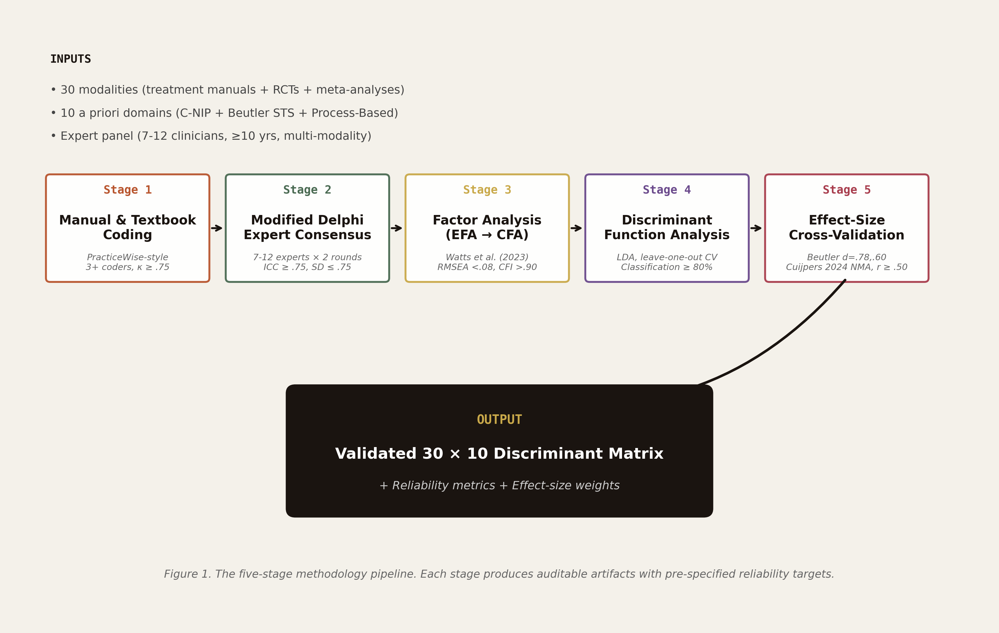 INPUTS
• 30 modalities (treatment manuals + RCTs + meta-analyses)
• 10 a priori domains (C-NIP + Beutler STS + Process-Based)
• Expert panel (7-12 clinicians, ≥10 yrs, multi-modality)
Stage 1
Manual & Textbook
Coding
PracticeWise-style
3+ coders, κ ≥ .75
Stage 2
Modified Delphi
Expert Consensus
7-12 experts × 2 rounds
ICC ≥ .75, SD ≤ .75
Stage 3
Factor Analysis
(EFA → CFA)
Watts et al. (2023)
RMSEA <.08, CFI >.90
Stage 4
Discriminant
Function Analysis
LDA, leave-one-out CV
Classification ≥ 80%
Stage 5
Effect-Size
Cross-Validation
Beutler d=.78,.60
Cuijpers 2024 NMA, r ≥ .50
OUTPUT
Validated 30 × 10 Discriminant Matrix
+ Reliability metrics + Effect-size weights
Figure 1. The five-stage methodology pipeline. Each stage produces auditable artifacts with pre-specified reliability targets.